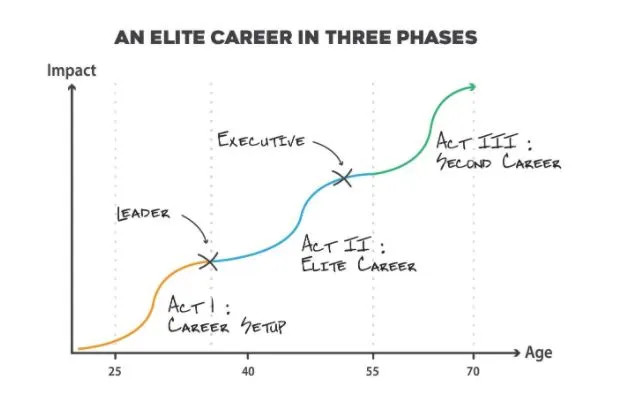 AN ELITE CAREER IN THREE PHASES
Impact
EXECUTIVE
ACT III :
SECOND CAREER
LEADER
ACT II :
ELITE CAREER
ACT I :
CAREER SETUP
Age
25
40
55
70